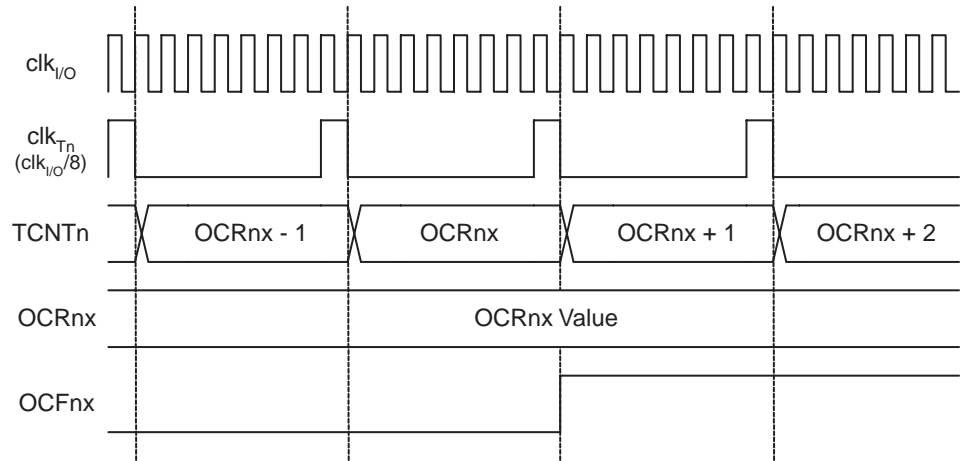 clkI/O
clkTn
(clkI/O/8)
TCNTn OCRnx - 1 OCRnx OCRnx + 1 OCRnx + 2
OCRnx OCRnx Value
OCFnx